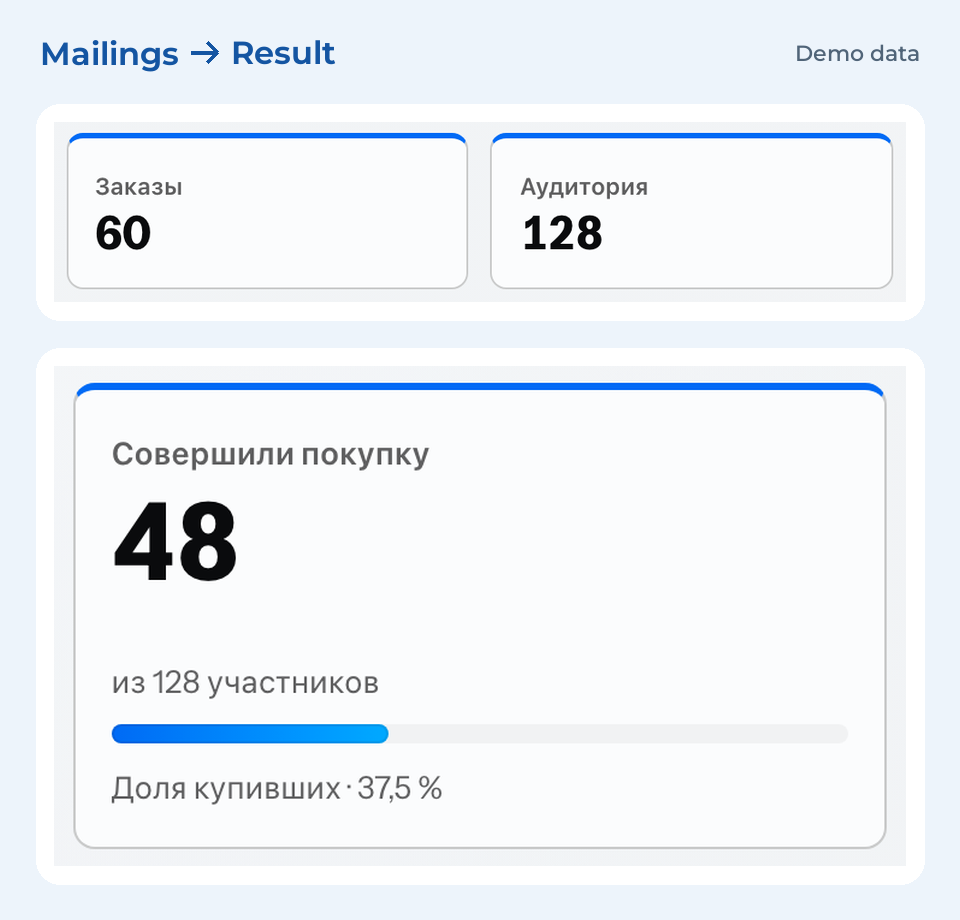 Mailings → Result
Demo data
Заказы
60
Аудитория
128
Совершили покупку
48
из 128 участников
Доля купивших · 37,5 %